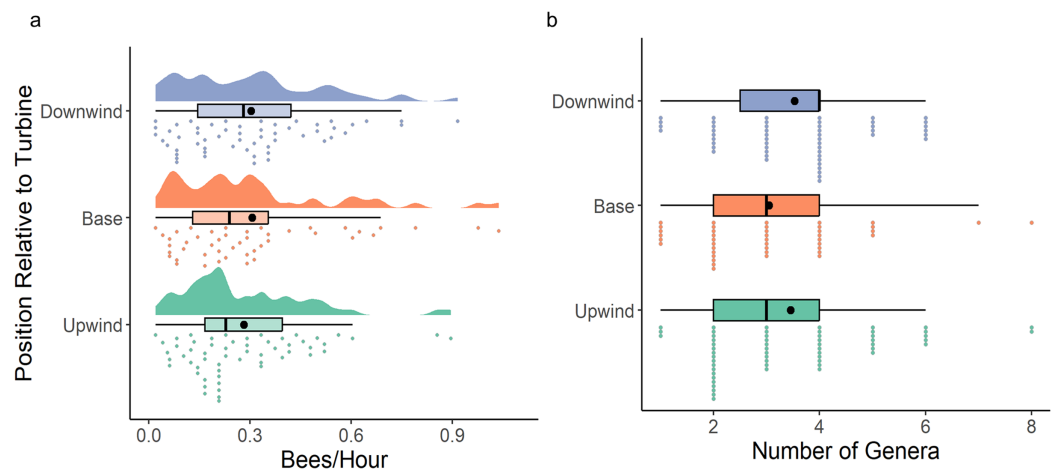 a
Position Relative to Turbine
Downwind
Base
Upwind
0.0 0.3 0.6 0.9
Bees/Hour
b
Downwind
Base
Upwind
2 4 6 8
Number of Genera